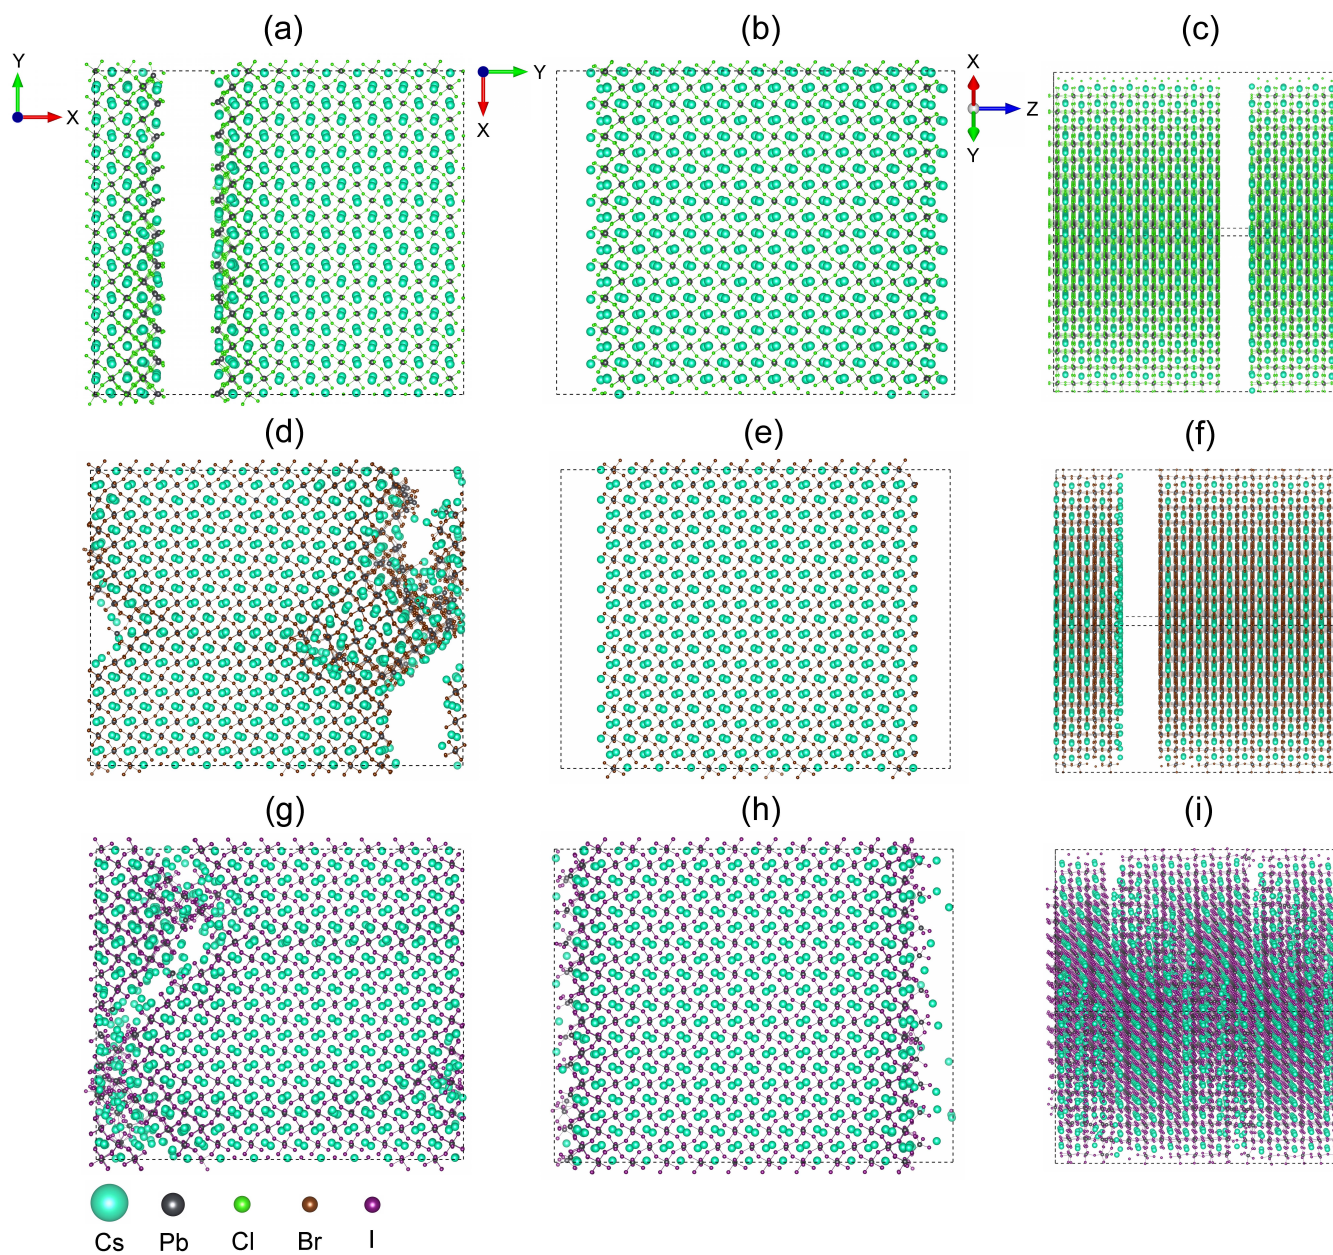 (a) (b) (c)
Y X
Y X
X Z Y
(d) (e) (f)
(g) (h) (i)
Cs Pb Cl Br I